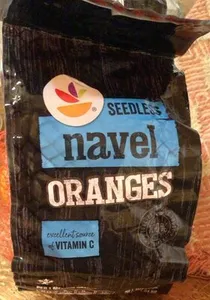 SEEDLESS
navel
ORANGES
excellent source
of VITAMIN C